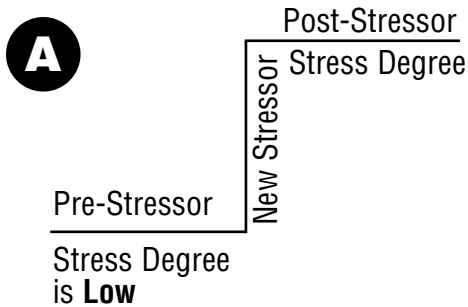 A
Post-Stressor
Stress Degree
New Stressor
Pre-Stressor
Stress Degree
is Low